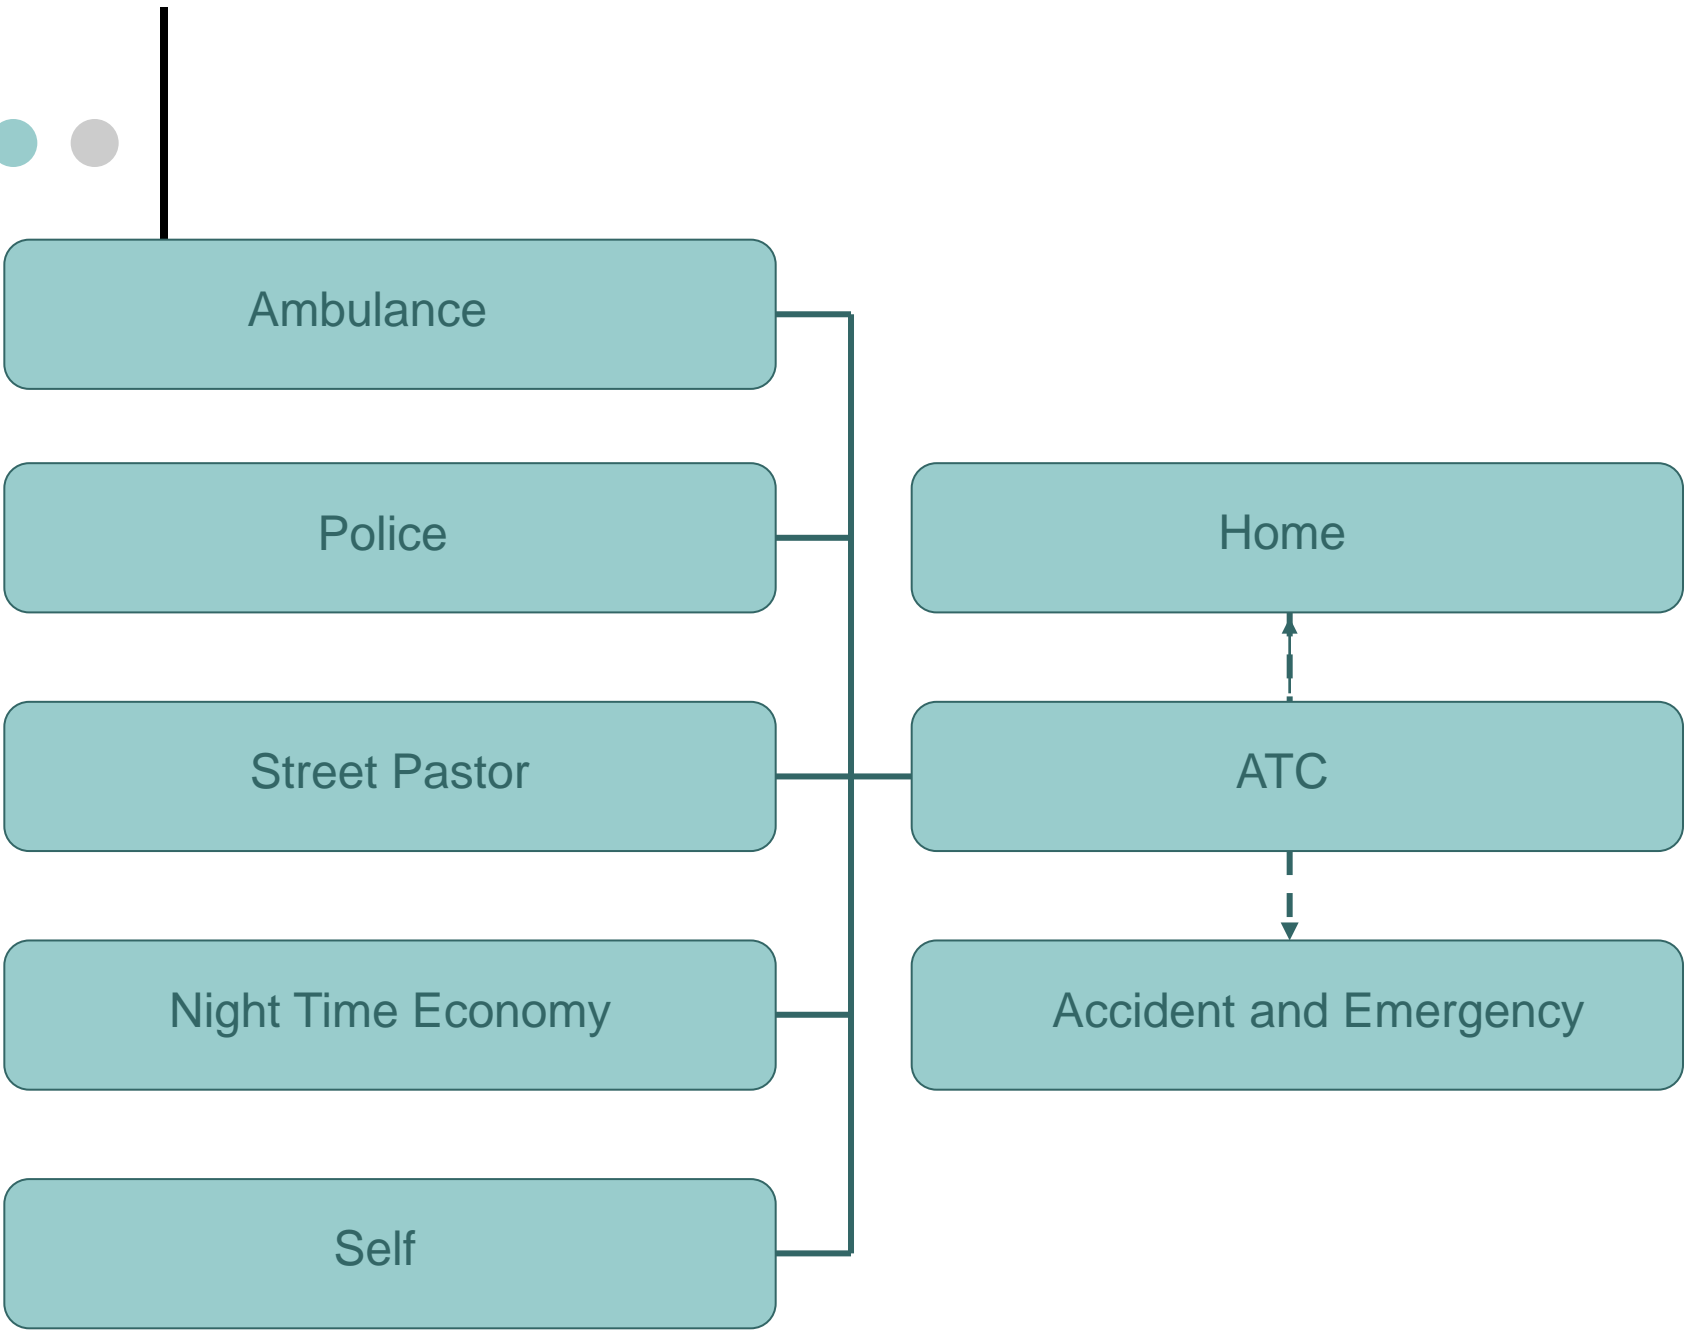 Ambulance
Police
Home
Street Pastor
ATC
Night Time Economy
Accident and Emergency
Self